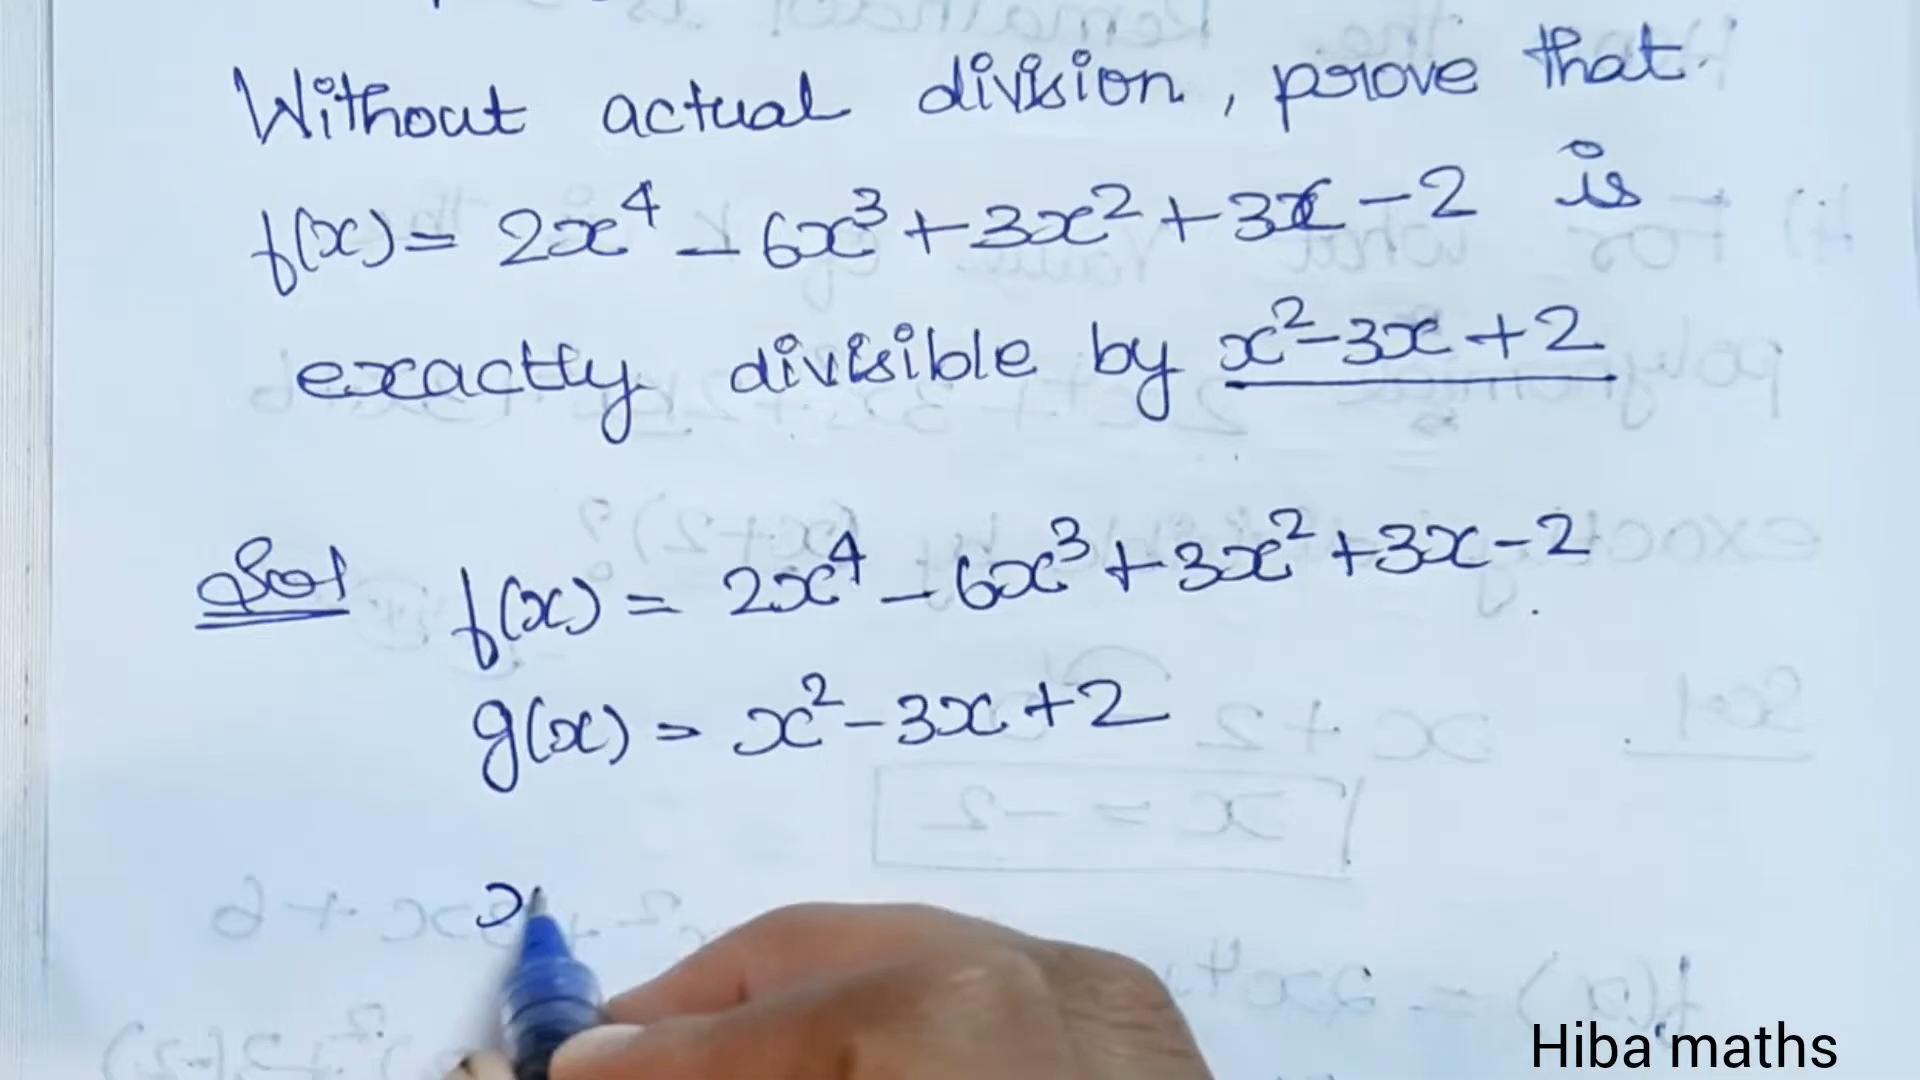 Without actual division, prove that
f(x) = 2x⁴ - 6x³ + 3x² + 3x - 2 is
exactly divisible by x² - 3x + 2
Sol f(x) = 2x⁴ - 6x³ + 3x² + 3x - 2
g(x) = x² - 3x + 2
Hiba maths